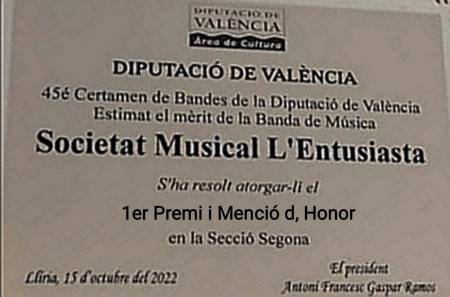 DIPUTACIÓ DE
VALÈNCIA
Àrea de Cultura
DIPUTACIÓ DE VALÈNCIA
45é Certamen de Bandes de la Diputació de València
Estimat el mèrit de la Banda de Música
Societat Musical L'Entusiasta
S'ha resolt atorgar-li el
1er Premi i Menció d, Honor
en la Secció Segona
El president
Llíria, 15 d'octubre del 2022
Antoni Francesc Gaspar Ramos